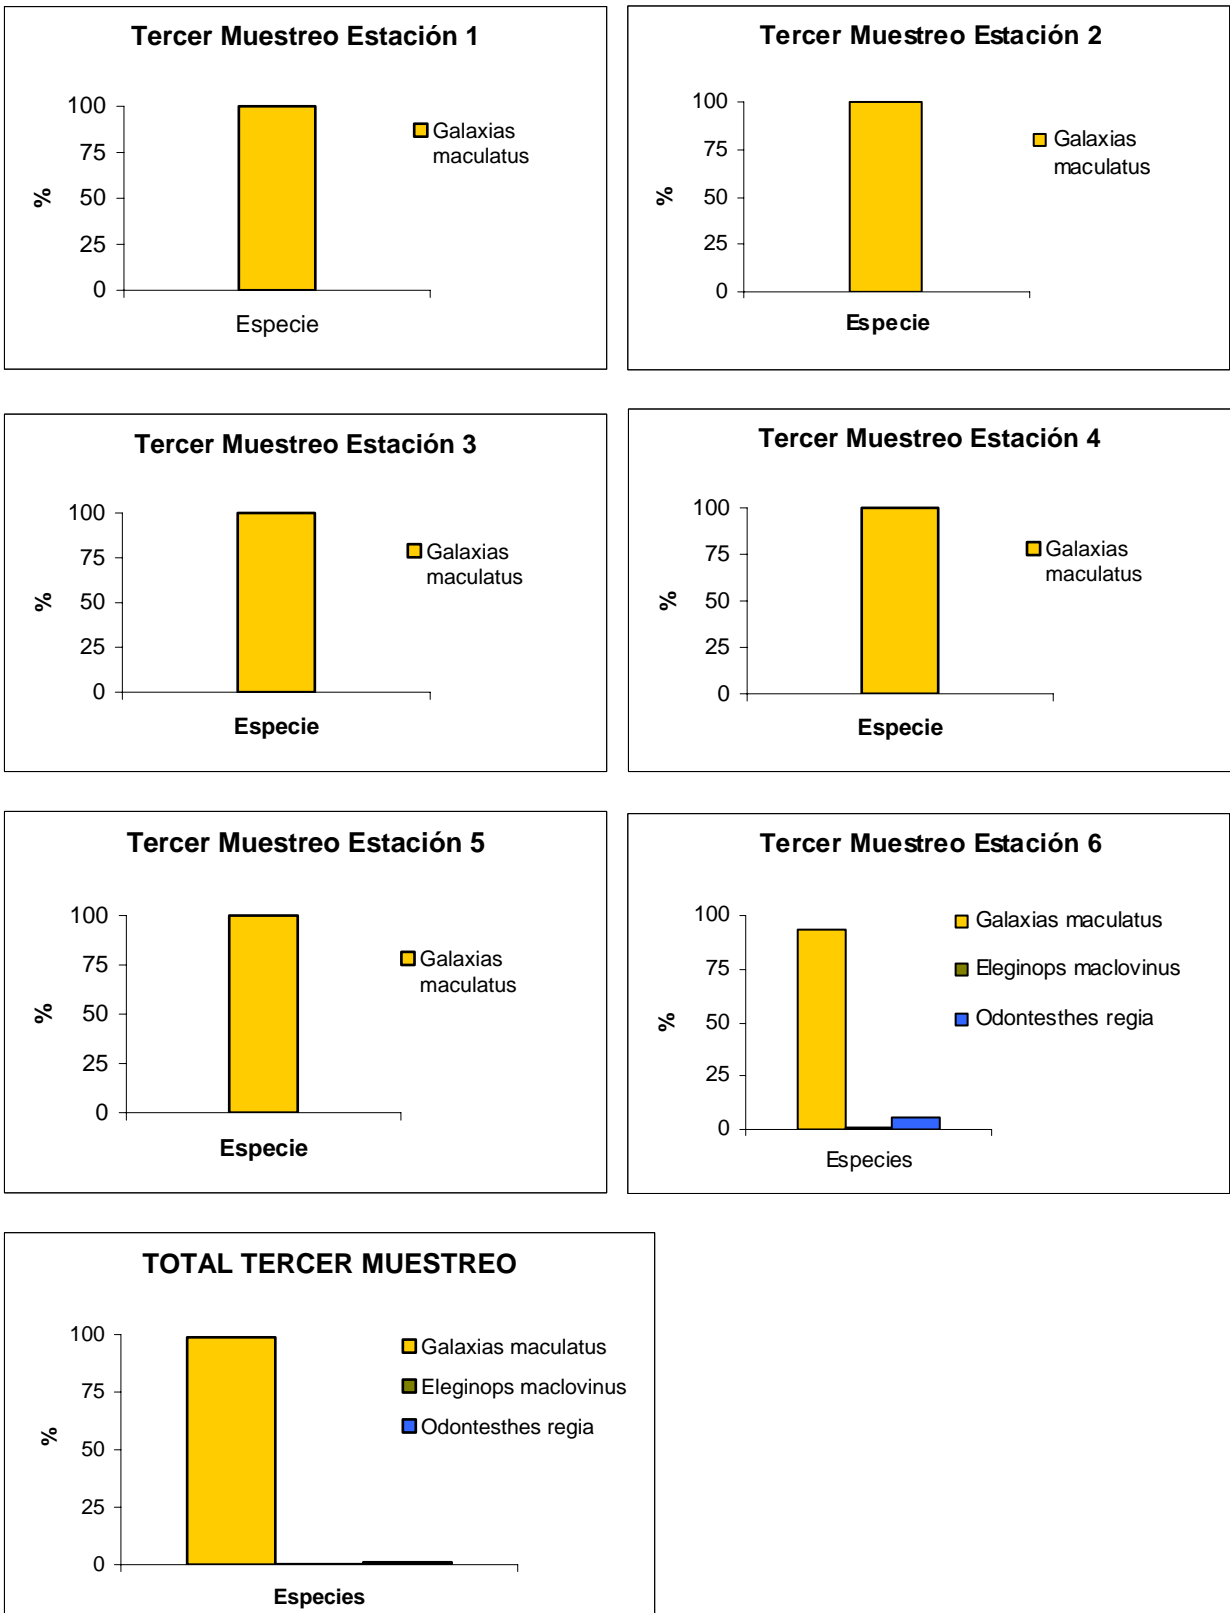 Tercer Muestreo Estación 1
100
75
50
25
0
%
Especie
Galaxias
maculatus
Tercer Muestreo Estación 2
100
75
50
25
0
%
Especie
Galaxias
maculatus
Tercer Muestreo Estación 3
100
75
50
25
0
%
Especie
Galaxias
maculatus
Tercer Muestreo Estación 4
100
75
50
25
0
%
Especie
Galaxias
maculatus
Tercer Muestreo Estación 5
100
75
50
25
0
%
Especie
Galaxias
maculatus
Tercer Muestreo Estación 6
100
75
50
25
0
%
Especies
Galaxias maculatus
Eleginops maclovinus
Odontesthes regia
TOTAL TERCER MUESTREO
100
75
50
25
0
%
Especies
Galaxias maculatus
Eleginops maclovinus
Odontesthes regia